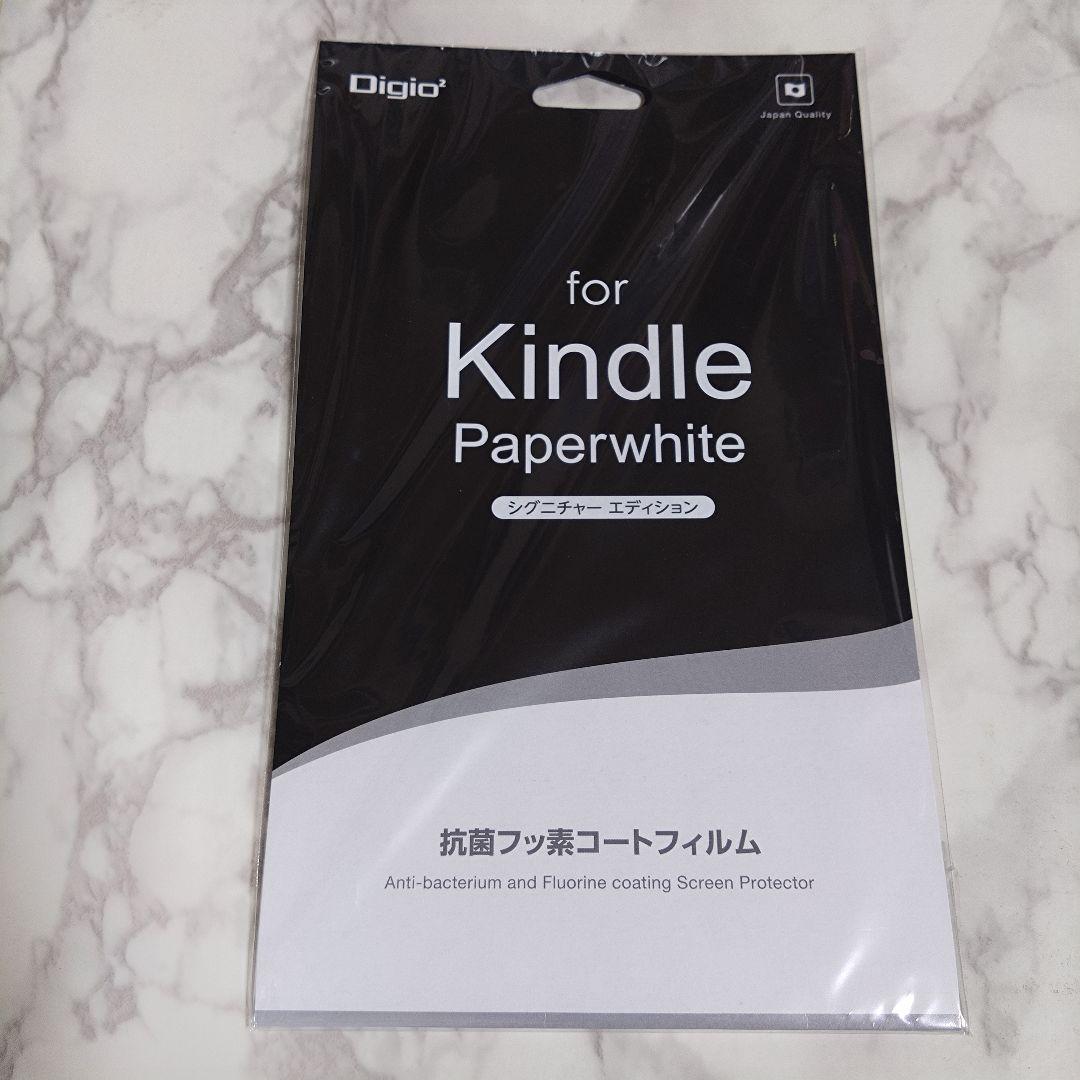 Digio²
Japan Quality
for
Kindle
Paperwhite
シグニチャー エディション
抗菌フッ素コートフィルム
Anti-bacterium and Fluorine coating Screen Protector